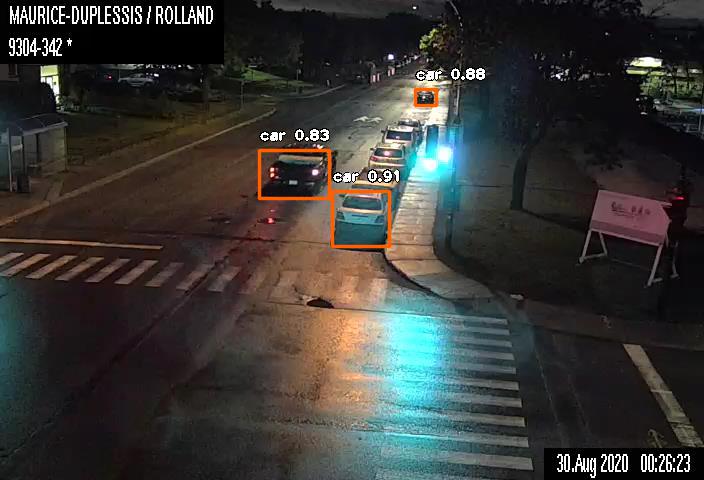 MAURICE-DUPLESSIS / ROLLAND
9304-342 *
car 0.88
car 0.83
car 0.91
30.Aug 2020 00:26:23